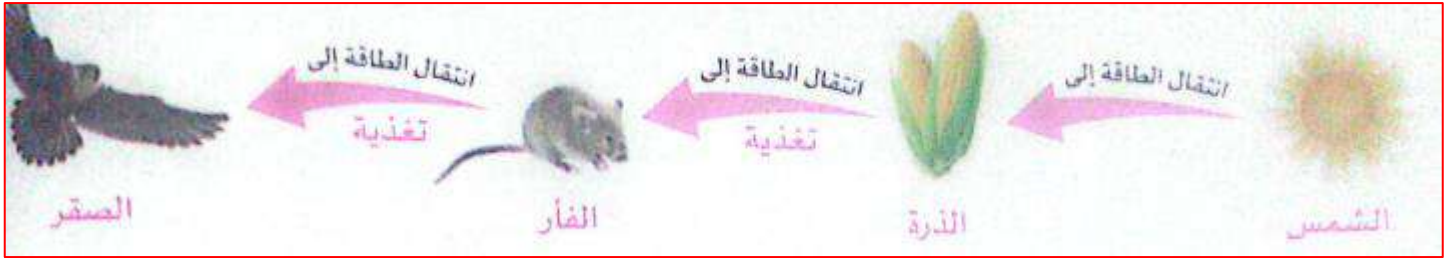 انتقال الطاقة إلى
انتقال الطاقة إلى
تغذية
انتقال الطاقة إلى
تغذية
الشمس
الذرة
الفأر
الصقر